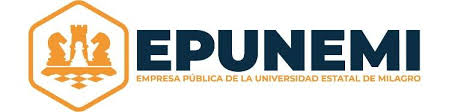 EPUNEMI
EMPRESA PÚBLICA DE LA UNIVERSIDAD ESTATAL DE MILAGRO